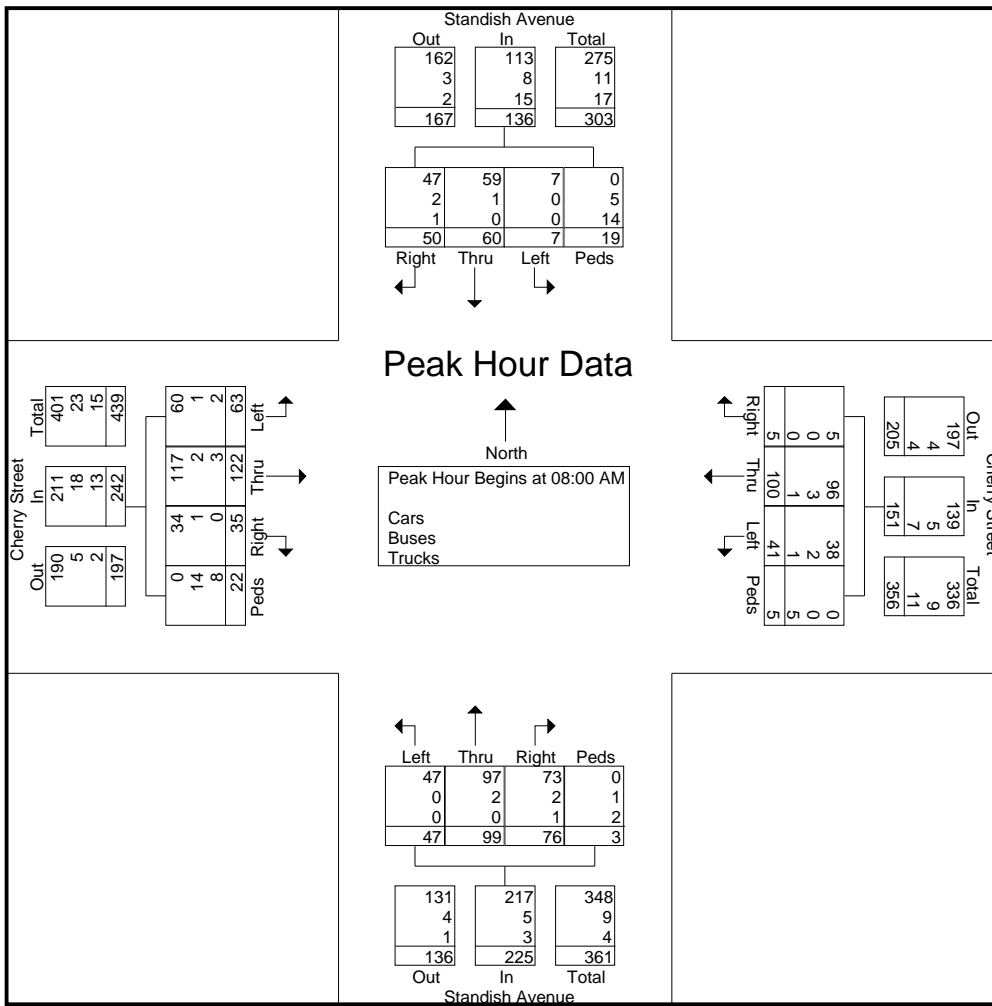 Standish Avenue
Out In Total
162 113 275
3 8 11
2 15 17
167 136 303
47 59 7 0
2 1 0 5
1 0 0 14
50 60 7 19
Right Thru Left Peds
Peak Hour Data
North
Peak Hour Begins at 08:00 AM
Cars
Buses
Trucks
Cherry Street
Total In Out
401 211 190
23 18 5
15 13 2
439 242 197
60 117 34 0
1 2 1 14
2 3 0 8
63 122 35 22
Left Thru Right Peds
Right Thru Left Peds
5 100 41 5
0 1 1 5
0 3 2 0
5 96 38 0
Out In Total
205 151 356
4 7 11
4 5 9
197 139 336
Cherry Street
Left Thru Right Peds
47 97 73 0
0 2 2 1
0 0 1 2
47 99 76 3
131 217 348
4 5 9
1 3 4
136 225 361
Out In Total
Standish Avenue